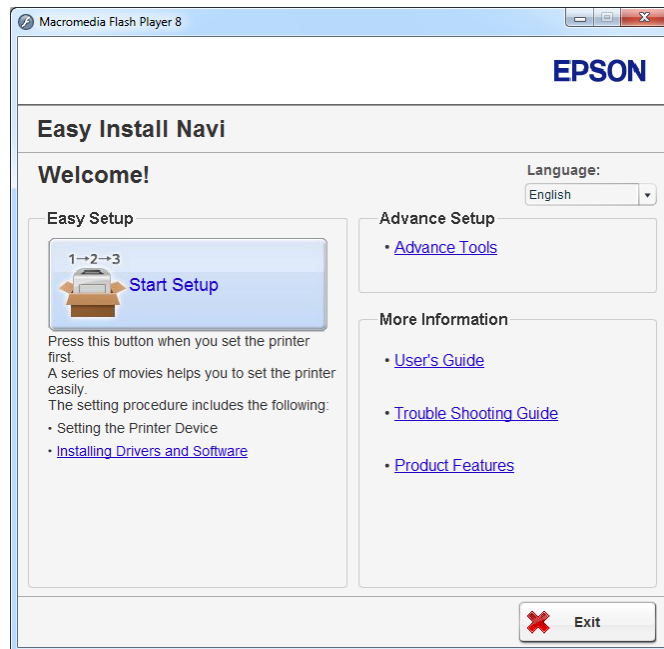 Macromedia Flash Player 8
EPSON
Easy Install Navi
Welcome!
Language:
English
Easy Setup
1→2→3
Start Setup
Press this button when you set the printer
first.
A series of movies helps you to set the printer
easily.
The setting procedure includes the following:
• Setting the Printer Device
• Installing Drivers and Software
Advance Setup
• Advance Tools
More Information
• User's Guide
• Trouble Shooting Guide
• Product Features
Exit